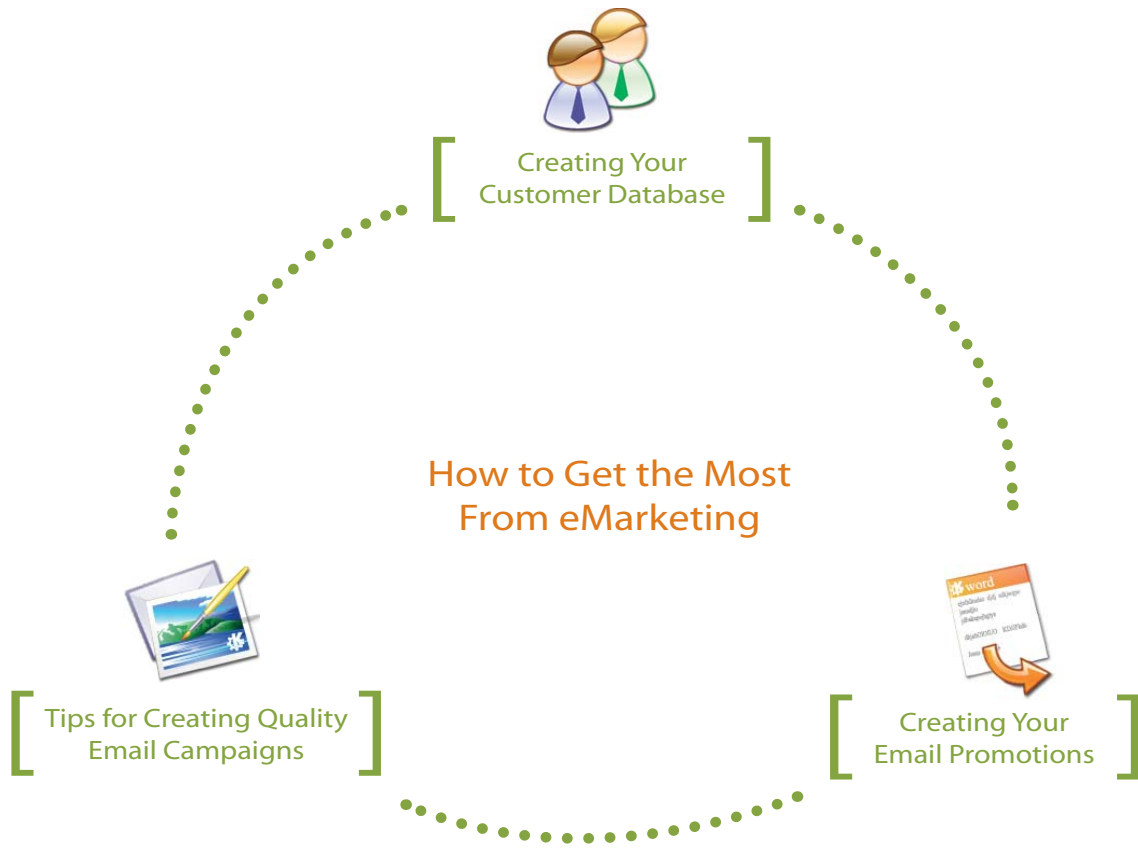 Creating Your
Customer Database
How to Get the Most
From eMarketing
Tips for Creating Quality
Email Campaigns
word
Creating Your
Email Promotions